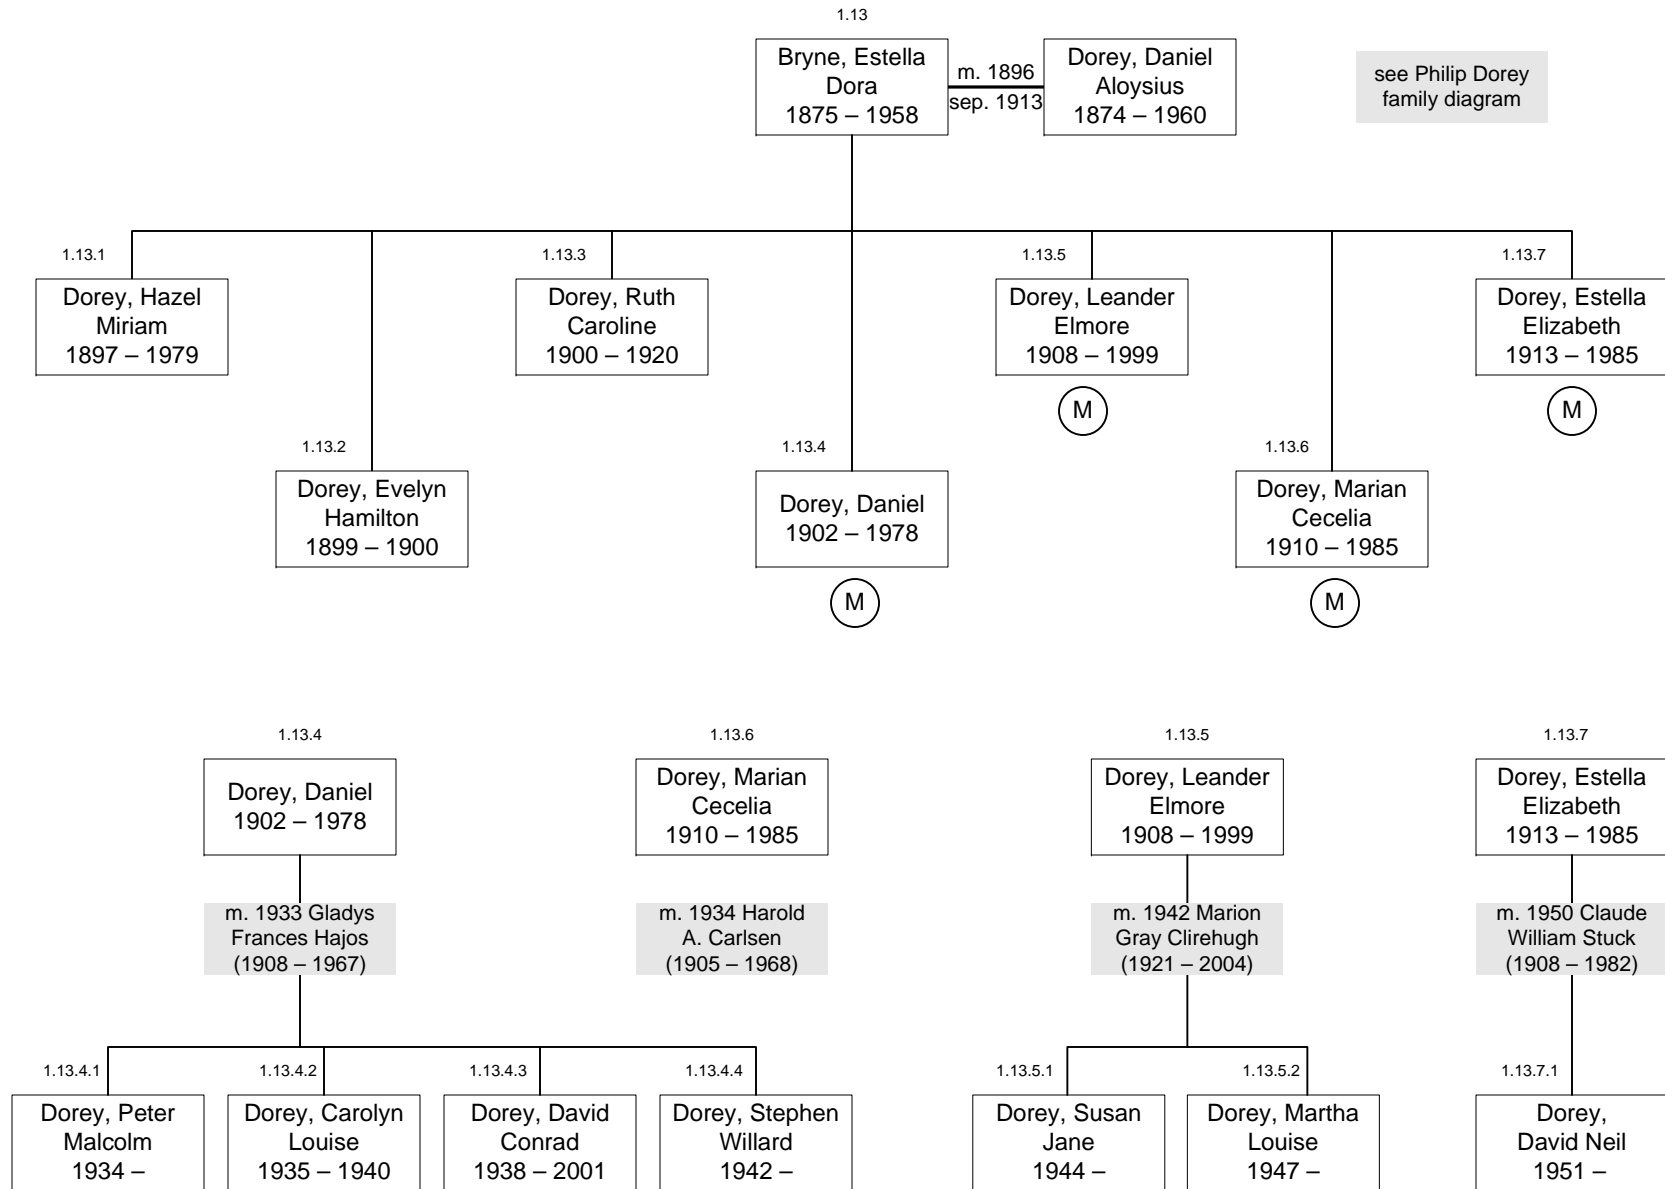 1.13
Bryne, Estella
Dora
1875 – 1958
m. 1896
sep. 1913
Dorey, Daniel
Aloysius
1874 – 1960
see Philip Dorey
family diagram
1.13.1
Dorey, Hazel
Miriam
1897 – 1979
1.13.3
Dorey, Ruth
Caroline
1900 – 1920
1.13.5
Dorey, Leander
Elmore
1908 – 1999
M
1.13.7
Dorey, Estella
Elizabeth
1913 – 1985
M
1.13.2
Dorey, Evelyn
Hamilton
1899 – 1900
1.13.4
Dorey, Daniel
1902 – 1978
M
1.13.6
Dorey, Marian
Cecelia
1910 – 1985
M
1.13.4
Dorey, Daniel
1902 – 1978
m. 1933 Gladys
Frances Hajos
(1908 – 1967)
1.13.6
Dorey, Marian
Cecelia
1910 – 1985
m. 1934 Harold
A. Carlsen
(1905 – 1968)
1.13.5
Dorey, Leander
Elmore
1908 – 1999
m. 1942 Marion
Gray Clirehugh
(1921 – 2004)
1.13.7
Dorey, Estella
Elizabeth
1913 – 1985
m. 1950 Claude
William Stuck
(1908 – 1982)
1.13.4.1
Dorey, Peter
Malcolm
1934 –
1.13.4.2
Dorey, Carolyn
Louise
1935 – 1940
1.13.4.3
Dorey, David
Conrad
1938 – 2001
1.13.4.4
Dorey, Stephen
Willard
1942 –
1.13.5.1
Dorey, Susan
Jane
1944 –
1.13.5.2
Dorey, Martha
Louise
1947 –
1.13.7.1
Dorey,
David Neil
1951 –